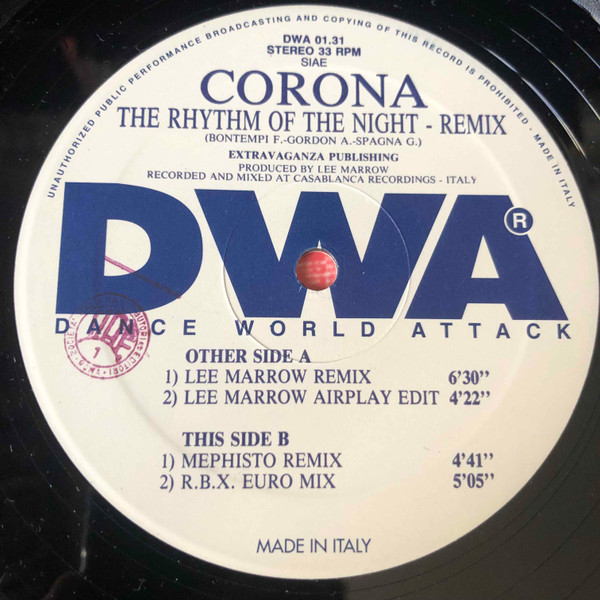 UNAUTHORIZED PUBLIC PERFORMANCE BROADCASTING AND COPYING OF THIS RECORD IS PROHIBITED - MADE IN ITALY
DWA 01.31
STEREO 33 RPM
SIAE
CORONA
THE RHYTHM OF THE NIGHT - REMIX
(BONTEMPI F.-GORDON A.-SPAGNA G.)
EXTRAVAGANZA PUBLISHING
PRODUCED BY LEE MARROW
RECORDED AND MIXED AT CASABLANCA RECORDINGS - ITALY
DWA®
DANCE WORLD ATTACK
OTHER SIDE A
1) LEE MARROW REMIX 6'30''
2) LEE MARROW AIRPLAY EDIT 4'22''
THIS SIDE B
1) MEPHISTO REMIX 4'41''
2) R.B.X. EURO MIX 5'05''
MADE IN ITALY